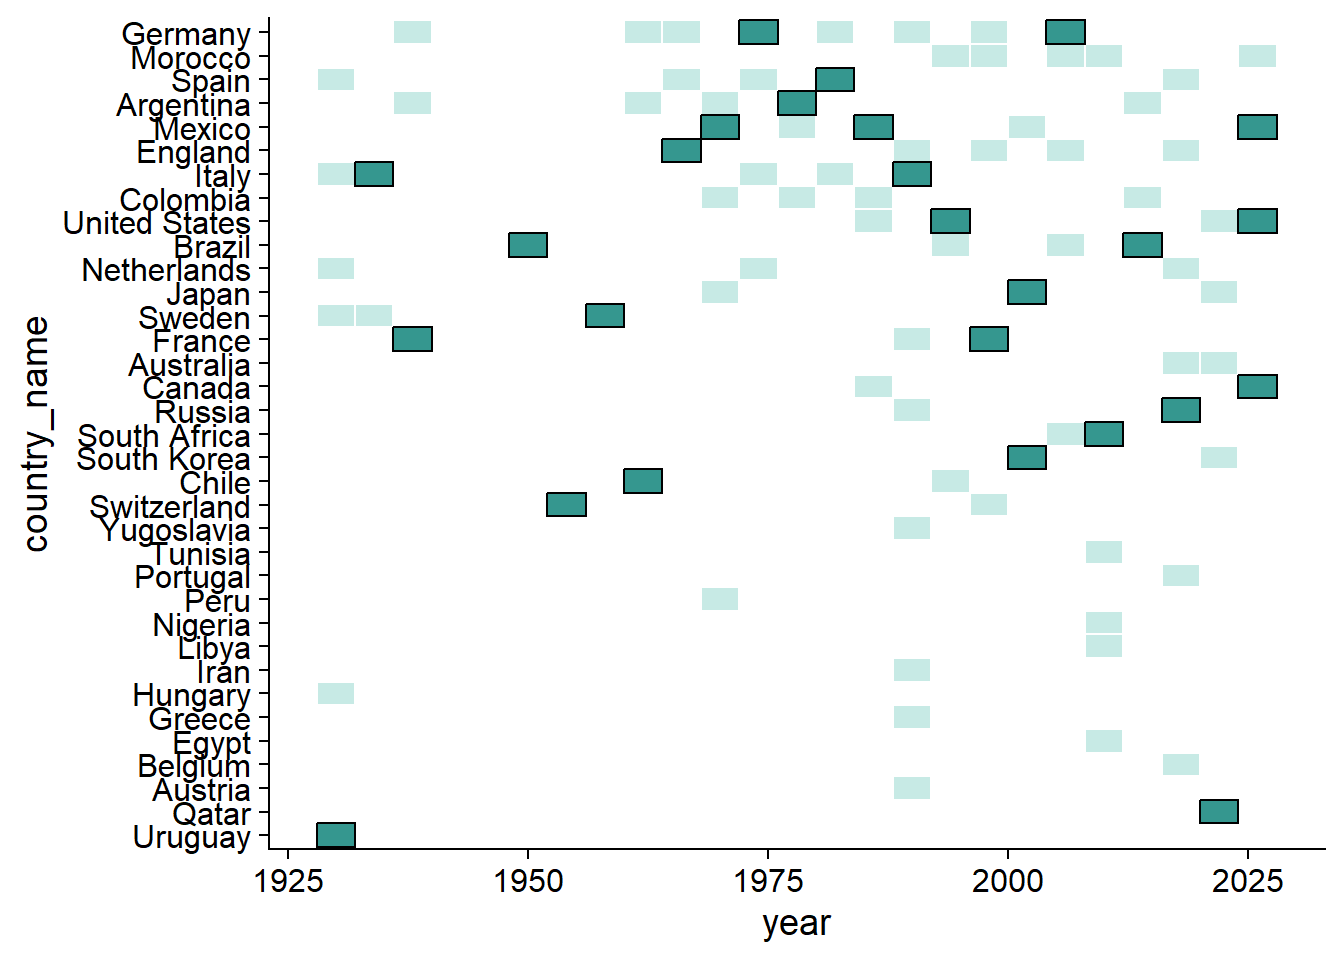 Germany
Morocco
Spain
Argentina
Mexico
England
Italy
Colombia
United States
Brazil
Netherlands
Japan
Sweden
France
Australia
Canada
Russia
South Africa
South Korea
Chile
Switzerland
Yugoslavia
Tunisia
Portugal
Peru
Nigeria
Libya
Iran
Hungary
Greece
Egypt
Belgium
Austria
Qatar
Uruguay
country_name
1925 1950 1975 2000 2025
year